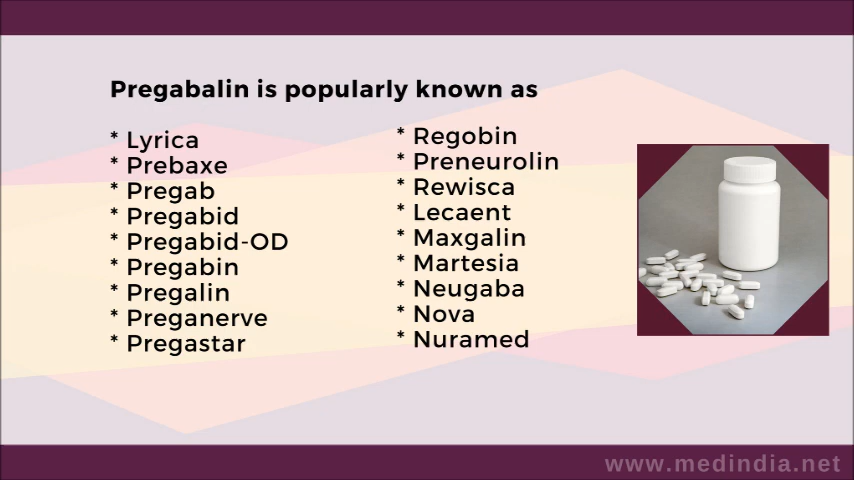 Pregabalin is popularly known as
* Lyrica
* Prebaxe
* Pregab
* Pregabid
* Pregabid-OD
* Pregabin
* Pregalin
* Preganerve
* Pregastar
* Regobin
* Preneurolin
* Rewisca
* Lecaent
* Maxgalin
* Martesia
* Neugaba
* Nova
* Nuramed
www.medindia.net